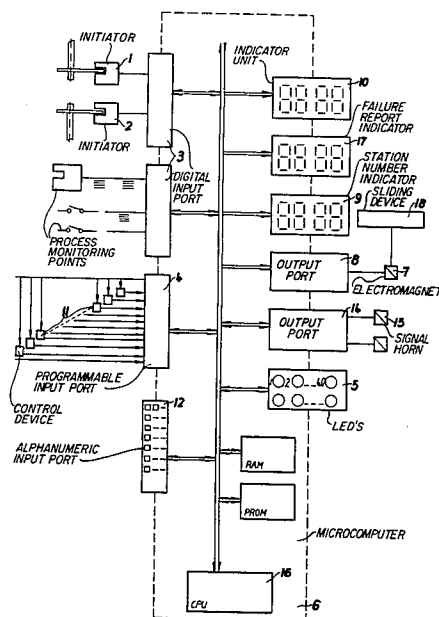 INITIATOR
1
2
INITIATOR
3
DIGITAL INPUT PORT
PROCESS
MONITORING
POINTS
4
11
PROGRAMMABLE
INPUT PORT
CONTROL
DEVICE
12
ALPHANUMERIC
INPUT PORT
INDICATOR
UNIT
10
FAILURE
REPORT
INDICATOR
17
STATION
NUMBER
INDICATOR
9
SLIDING DEVICE
18
OUTPUT
PORT
8
7
ELECTROMAGNET
OUTPUT
PORT
14
SIGNAL
HORN
2
5
LED'S
RAM
PROM
MICROCOMPUTER
16
CPU
6